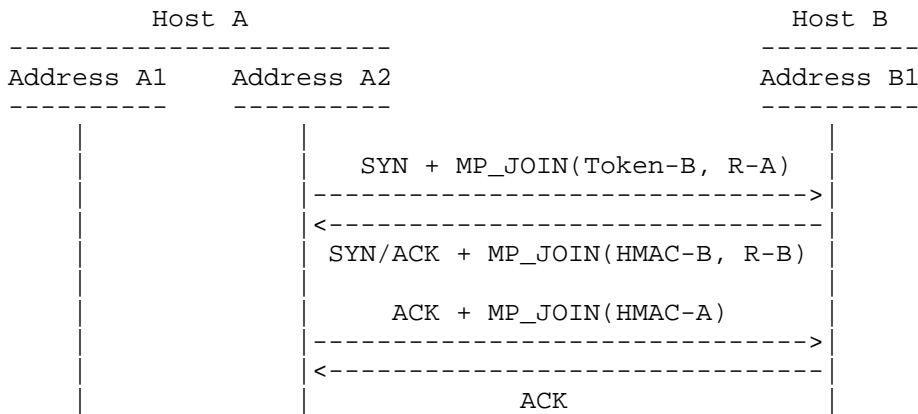 Host A Host B
------------------------ ----------
Address A1 Address A2 Address B1
---------- ---------- ----------
| | |
| | SYN + MP_JOIN(Token-B, R-A) |
| |------------------------------->|
| |<-------------------------------|
| | SYN/ACK + MP_JOIN(HMAC-B, R-B) |
| | |
| | ACK + MP_JOIN(HMAC-A) |
| |------------------------------->|
| |<-------------------------------|
| | ACK |